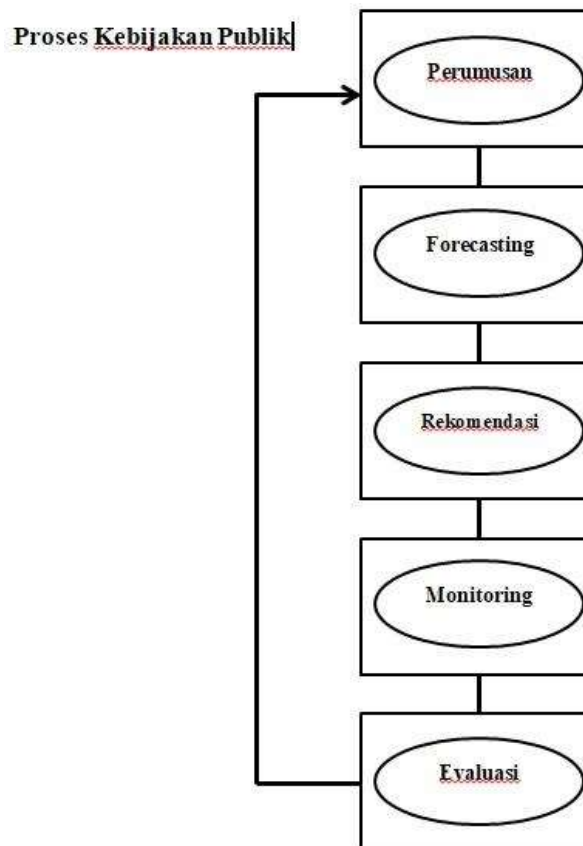 Proses Kebijakan Publik
Perumusan
Forecasting
Rekomendasi
Monitoring
Evaluasi